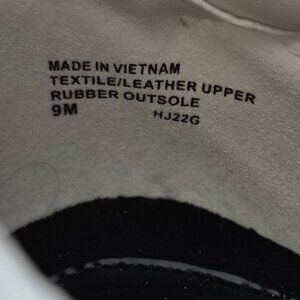 MADE IN VIETNAM
TEXTILE/LEATHER UPPER
RUBBER OUTSOLE
9M HJ22G